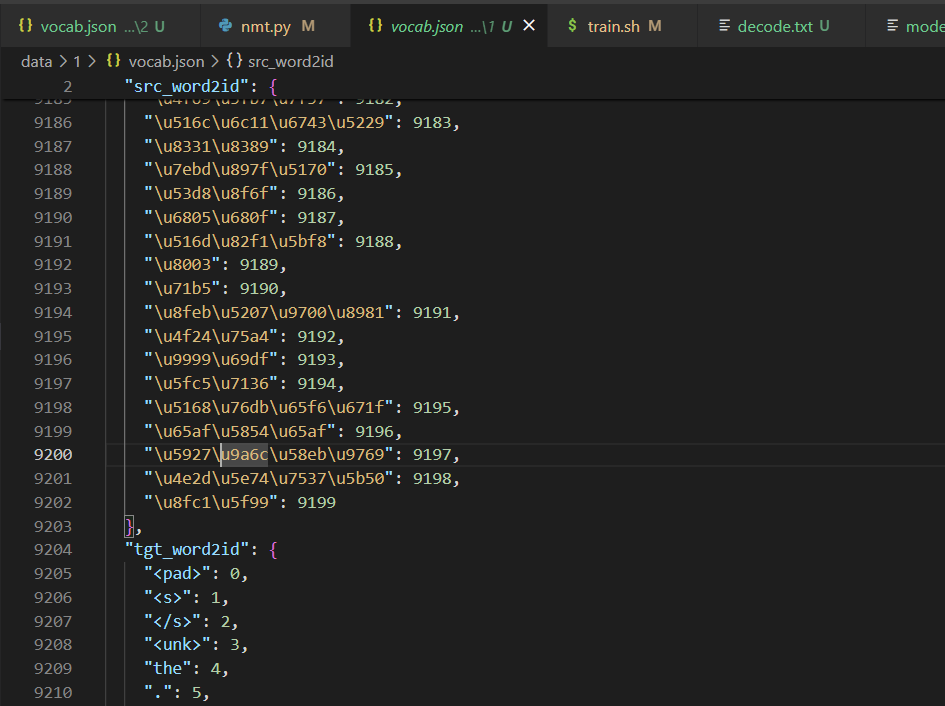 {} vocab.json ...\2 U nmt.py M {} vocab.json ...\1 U × $ train.sh M decode.txt U
data > 1 > {} vocab.json > {} src_word2id
2 "src_word2id": {
9186 "\u516c\u6c11\u6743\u5229": 9183,
9187 "\u8331\u8389": 9184,
9188 "\u7ebd\u897f\u5170": 9185,
9189 "\u53d8\u8f6f": 9186,
9190 "\u6805\u680f": 9187,
9191 "\u516d\u82f1\u5bf8": 9188,
9192 "\u8003": 9189,
9193 "\u71b5": 9190,
9194 "\u8feb\u5207\u9700\u8981": 9191,
9195 "\u4f24\u75a4": 9192,
9196 "\u9999\u69df": 9193,
9197 "\u5fc5\u7136": 9194,
9198 "\u5168\u76db\u65f6\u671f": 9195,
9199 "\u65af\u5854\u65af": 9196,
9200 "\u5927\u9a6c\u58eb\u9769": 9197,
9201 "\u4e2d\u5e74\u7537\u5b50": 9198,
9202 "\u8fc1\u5f99": 9199
9203 },
9204 "tgt_word2id": {
9205 "<pad>": 0,
9206 "<s>": 1,
9207 "</s>": 2,
9208 "<unk>": 3,
9209 "the": 4,
9210 ".": 5,